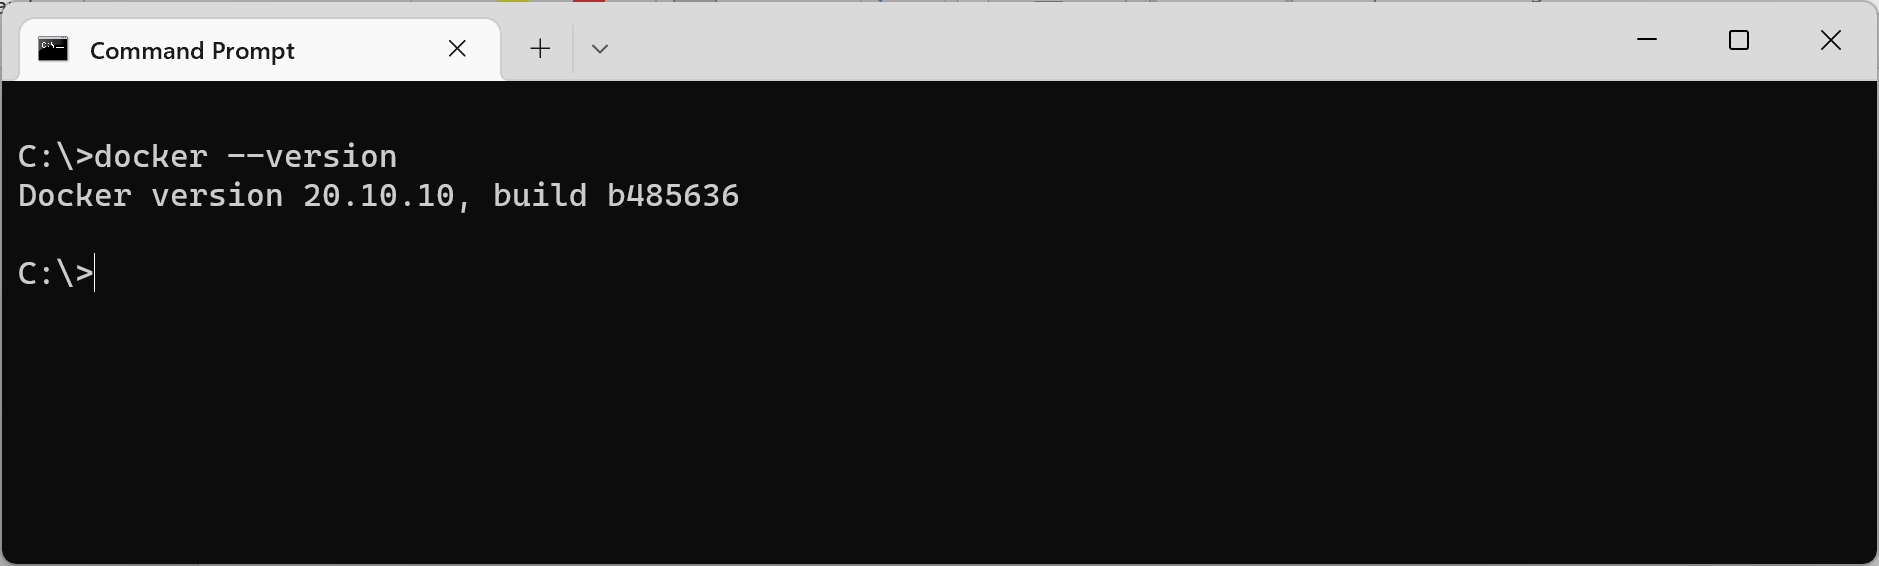 Command Prompt
C:\>docker --version
Docker version 20.10.10, build b485636
C:\>